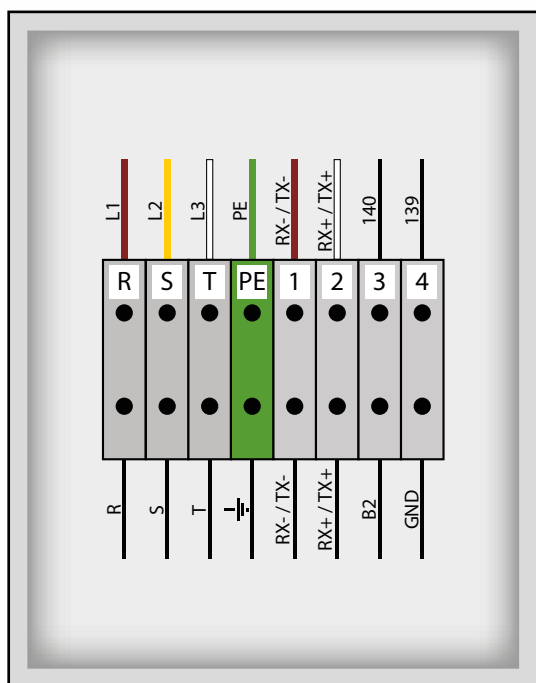 L1 L2 L3 PE RX- / TX- RX+ / TX+ 140 139
R S T PE 1 2 3 4
R S T RX- / TX- RX+ / TX+ B2 GND